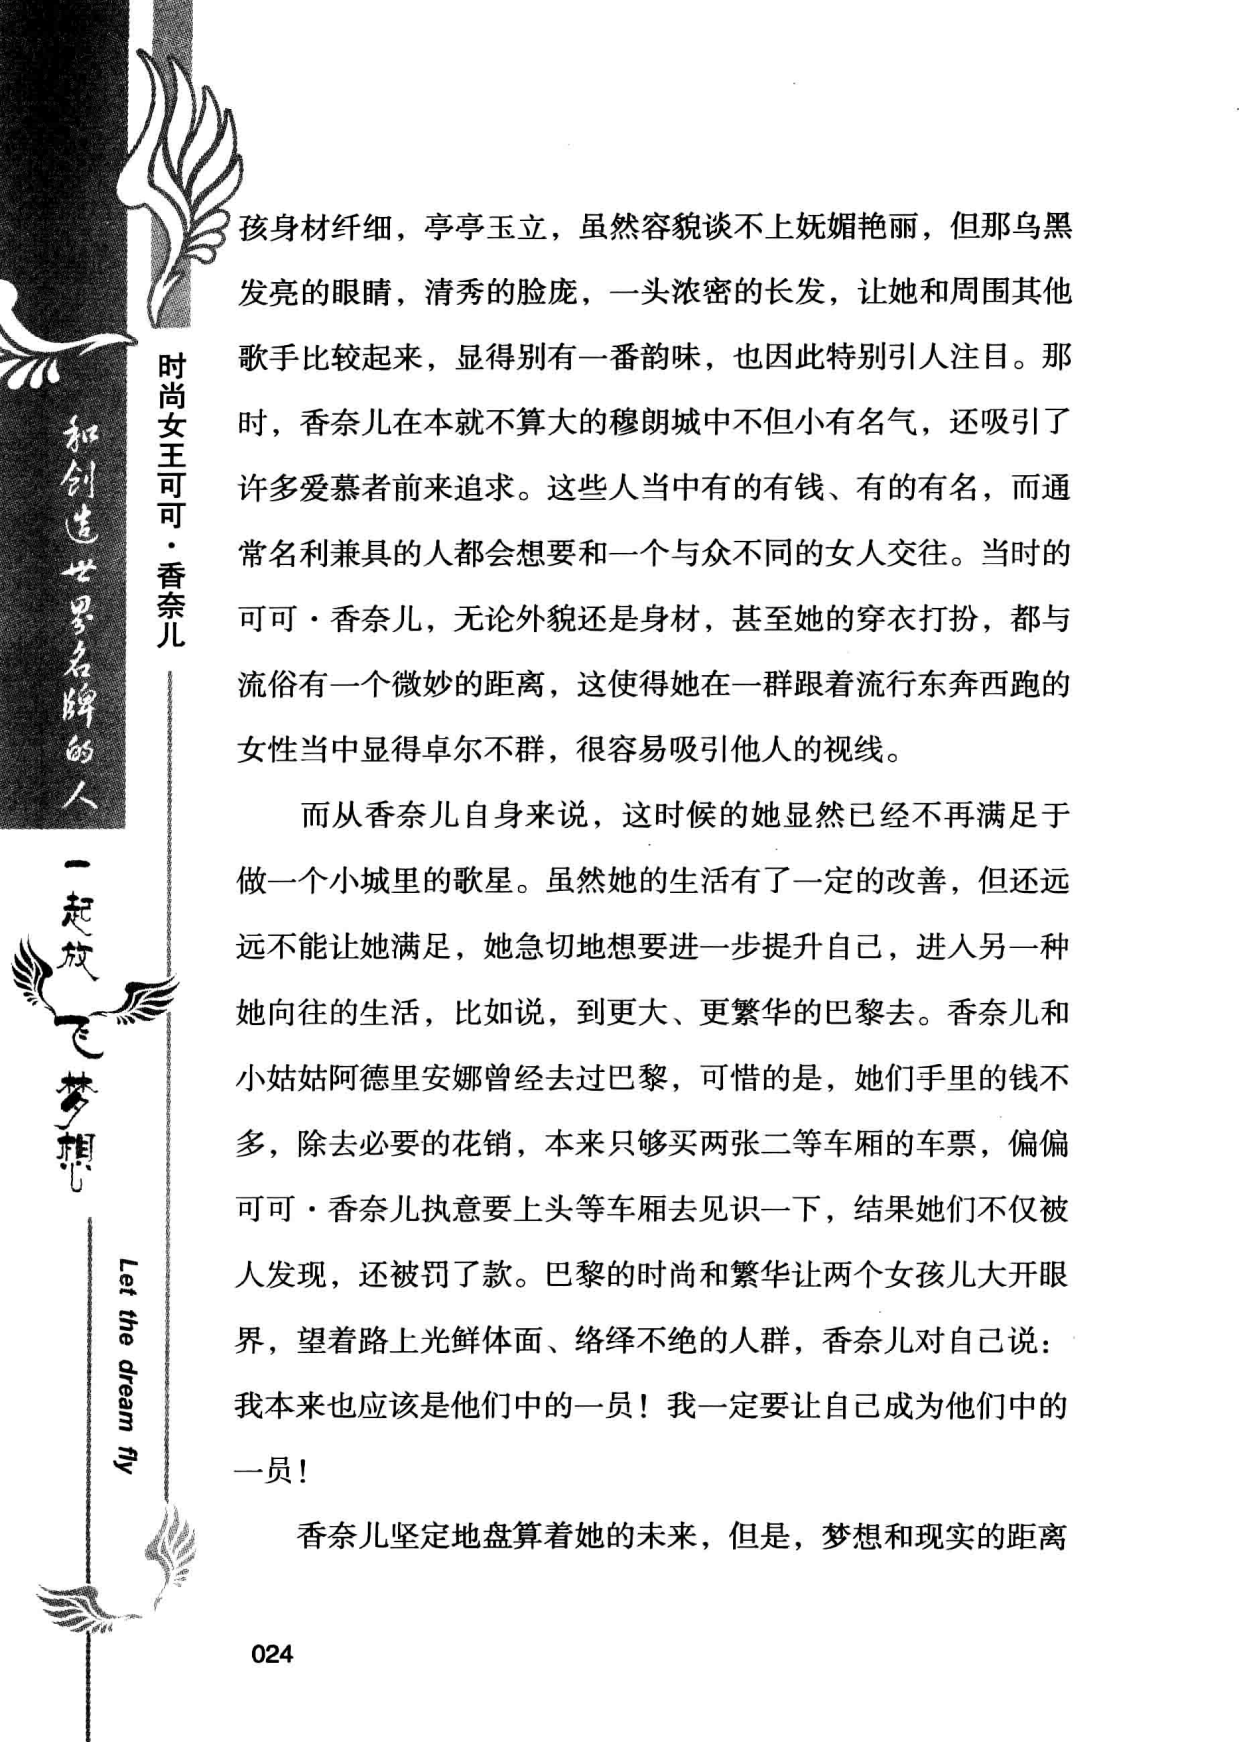 孩身材纤细，亭亭玉立，虽然容貌谈不上妩媚艳丽，但那乌黑
发亮的眼睛，清秀的脸庞，一头浓密的长发，让她和周围其他
歌手比较起来，显得别有一番韵味，也因此特别引人注目。那
时，香奈儿在本就不算大的穆朗城中不但小有名气，还吸引了
许多爱慕者前来追求。这些人当中有的有钱、有的有名，而通
常名利兼具的人都会想要和一个与众不同的女人交往。当时的
可可·香奈儿，无论外貌还是身材，甚至她的穿衣打扮，都与
流俗有一个微妙的距离，这使得她在一群跟着流行东奔西跑的
女性当中显得卓尔不群，很容易吸引他人的视线。
而从香奈儿自身来说，这时候的她显然已经不再满足于
做一个小城里的歌星。虽然她的生活有了一定的改善，但还远
远不能让她满足，她急切地想要进一步提升自己，进入另一种
她向往的生活，比如说，到更大、更繁华的巴黎去。香奈儿和
小姑姑阿德里安娜曾经去过巴黎，可惜的是，她们手里的钱不
多，除去必要的花销，本来只够买两张二等车厢的车票，偏偏
可可·香奈儿执意要上头等车厢去见识一下，结果她们不仅被
人发现，还被罚了款。巴黎的时尚和繁华让两个女孩儿大开眼
界，望着路上光鲜体面、络绎不绝的人群，香奈儿对自己说：
我本来也应该是他们中的一员！我一定要让自己成为他们中的
一员！
香奈儿坚定地盘算着她的未来，但是，梦想和现实的距离
时尚女王可可·香奈儿
和创造世界名牌的人
一起放飞梦想
Let the dream fly
024